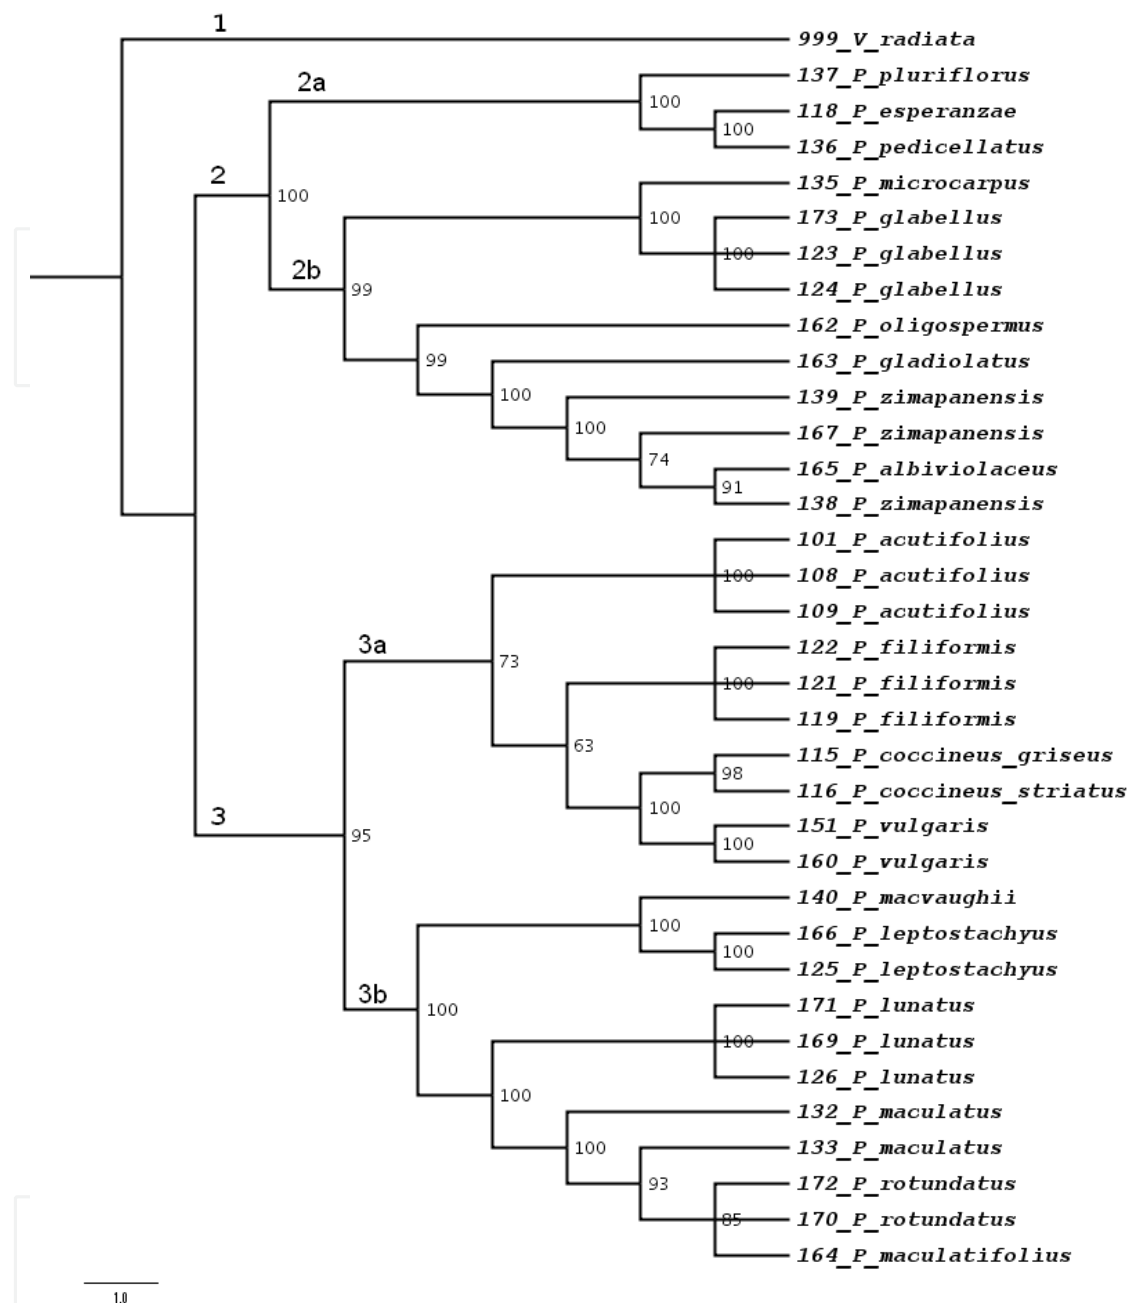 1
999_V_radiata
137_P_pluriflorus
2a
100
118_P_esperanzae
100
136_P_pedicellatus
2
100
135_P_microcarpus
100
173_P_glabellus
100
123_P_glabellus
2b
99
124_P_glabellus
162_P_oligospermus
99
163_P_gladiolatus
100
139_P_zimapanensis
100
167_P_zimapanensis
74
165_P_albiviolaceus
91
138_P_zimapanensis
101_P_acutifolius
100
108_P_acutifolius
109_P_acutifolius
3a
73
122_P_filiformis
100
121_P_filiformis
119_P_filiformis
63
115_P_coccineus_griseus
98
116_P_coccineus_striatus
100
3
95
151_P_vulgaris
100
160_P_vulgaris
140_P_macvaughii
100
166_P_leptostachyus
100
125_P_leptostachyus
3b
100
171_P_lunatus
100
169_P_lunatus
126_P_lunatus
100
132_P_maculatus
100
133_P_maculatus
93
172_P_rotundatus
85
170_P_rotundatus
164_P_maculatifolius
1.0